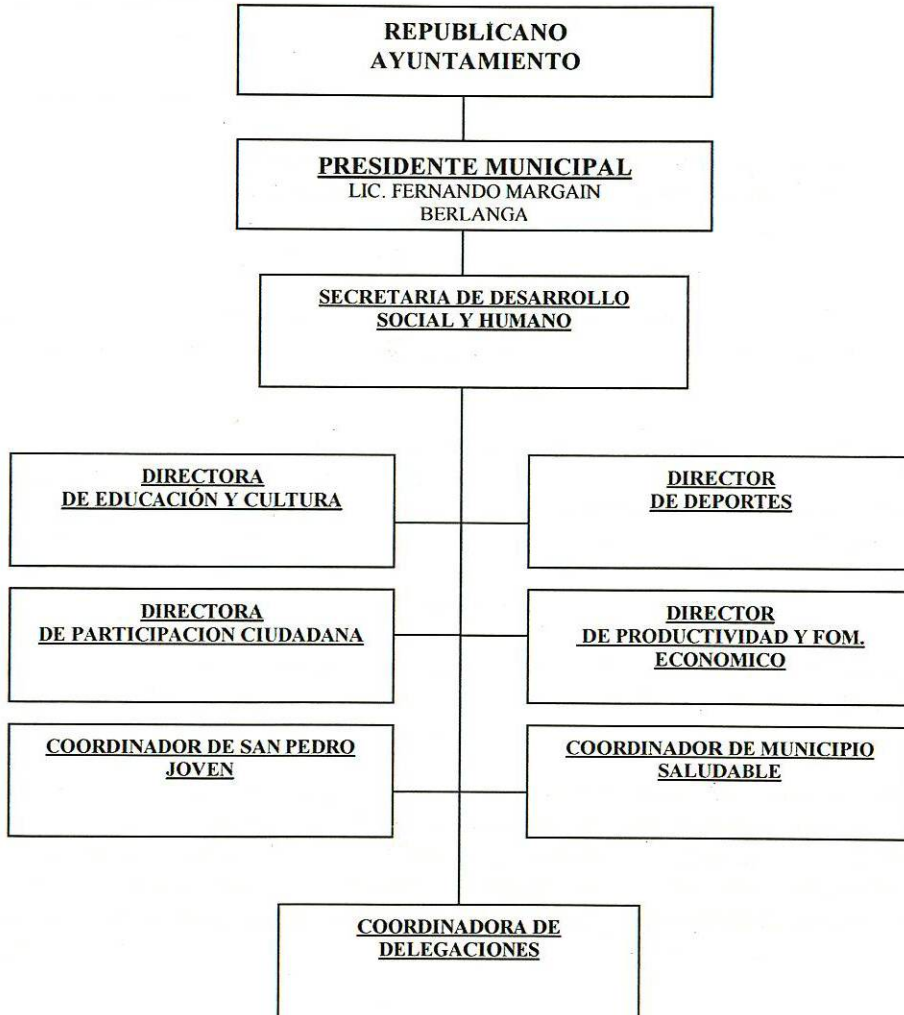 REPUBLICANO
AYUNTAMIENTO
PRESIDENTE MUNICIPAL
LIC. FERNANDO MARGAIN
BERLANGA
SECRETARIA DE DESARROLLO
SOCIAL Y HUMANO
DIRECTORA
DE EDUCACIÓN Y CULTURA
DIRECTOR
DE DEPORTES
DIRECTORA
DE PARTICIPACION CIUDADANA
DIRECTOR
DE PRODUCTIVIDAD Y FOM.
ECONOMICO
COORDINADOR DE SAN PEDRO
JOVEN
COORDINADOR DE MUNICIPIO
SALUDABLE
COORDINADORA DE
DELEGACIONES